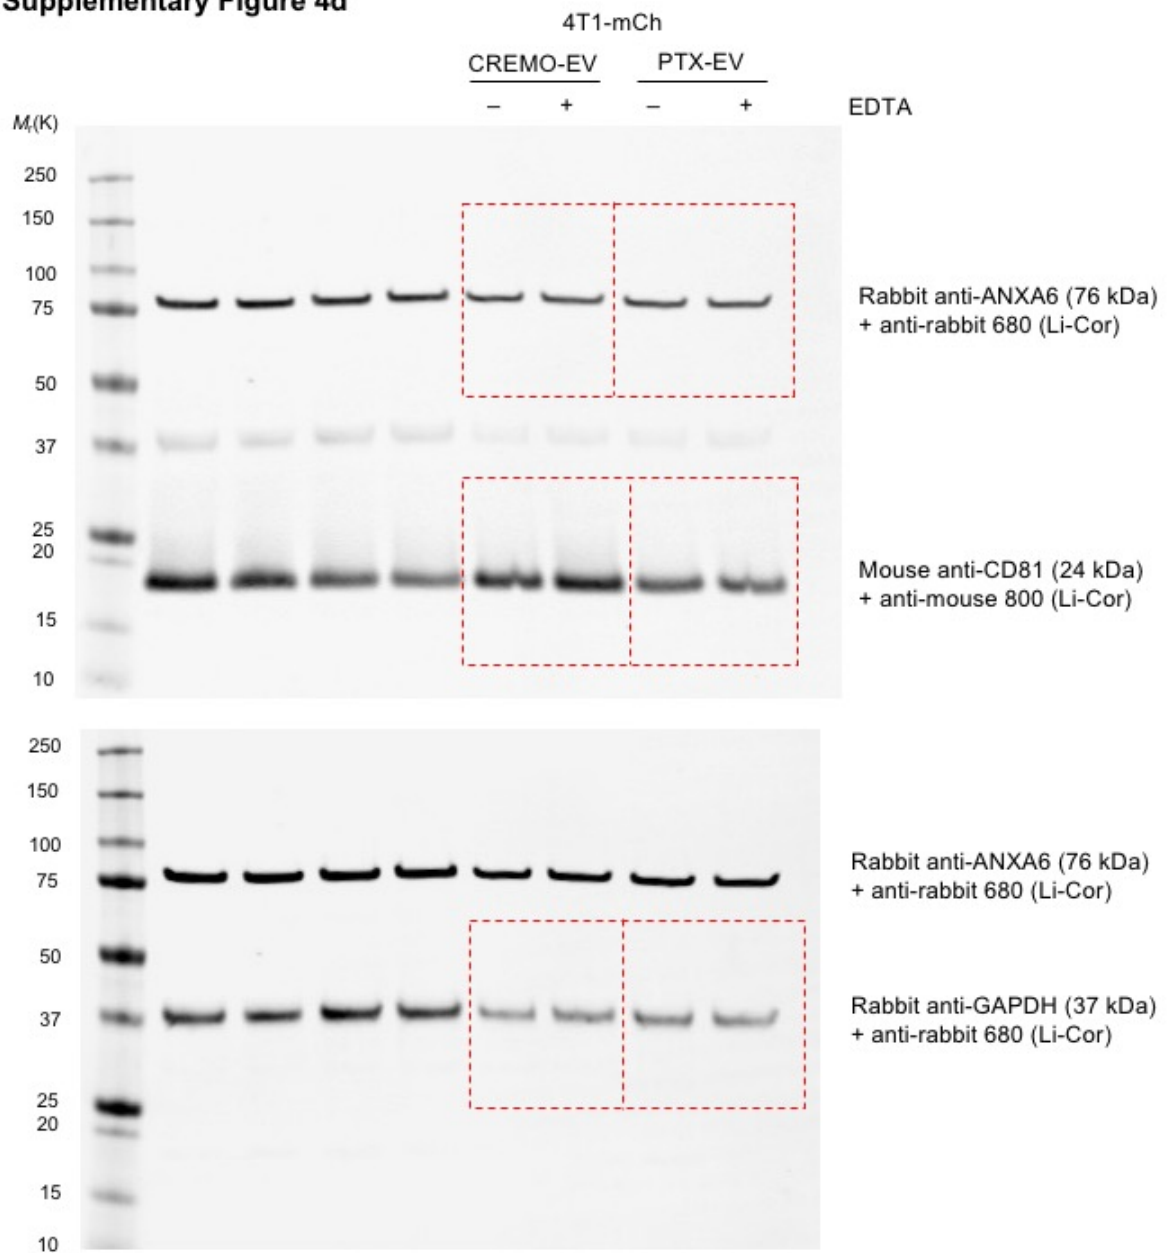 Supplementary Figure 4d
4T1-mCh
CREMO-EV PTX-EV
– + – + EDTA
Mr(K)
250
150
100
75
50
37
25
20
15
10
Rabbit anti-ANXA6 (76 kDa)
+ anti-rabbit 680 (Li-Cor)
Mouse anti-CD81 (24 kDa)
+ anti-mouse 800 (Li-Cor)
250
150
100
75
50
37
25
20
15
10
Rabbit anti-ANXA6 (76 kDa)
+ anti-rabbit 680 (Li-Cor)
Rabbit anti-GAPDH (37 kDa)
+ anti-rabbit 680 (Li-Cor)